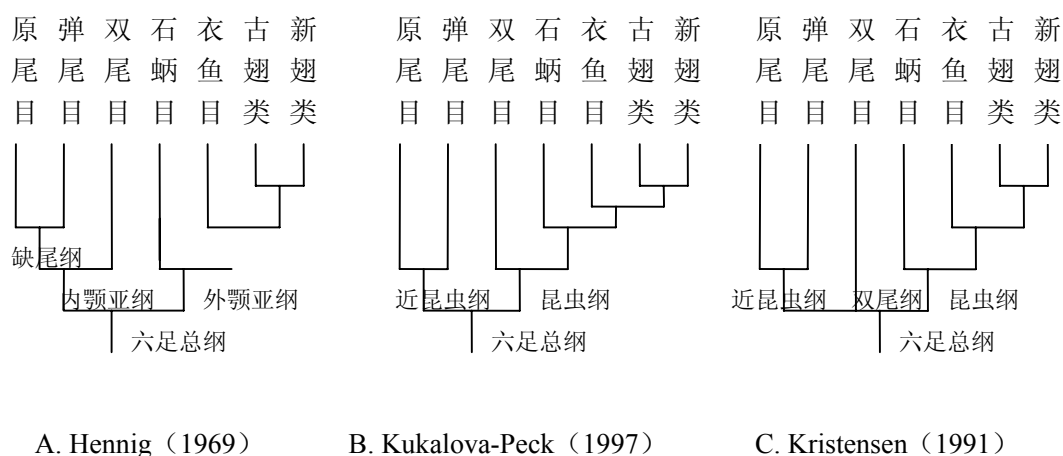 原 弹 双 石 衣 古 新 原 弹 双 石 衣 古 新 原 弹 双 石 衣 古 新
尾 尾 尾 蛃 鱼 翅 翅 尾 尾 尾 蛃 鱼 翅 翅 尾 尾 尾 蛃 鱼 翅 翅
目 目 目 目 目 类 类 目 目 目 目 目 类 类 目 目 目 目 目 类 类
缺尾纲
内颚亚纲 外颚亚纲 近昆虫纲 昆虫纲 近昆虫纲 双尾纲 昆虫纲
六足总纲 六足总纲 六足总纲
A. Hennig（1969） B. Kukalova-Peck（1997） C. Kristensen（1991）